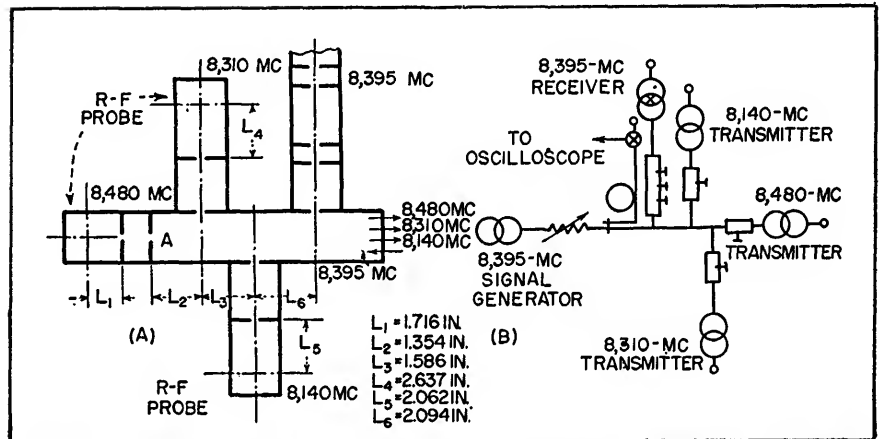 8,310 MC
8,395 MC
R-F
PROBE
L4
8,480 MC
A
8,480MC
8,310MC
8,140MC
8,395 MC
L1
L2
L3
L6
L5
(A)
R-F
PROBE
8,140MC
L1=1.716 IN.
L2=1.354 IN.
L3=1.586 IN.
L4=2.637 IN.
L5=2.062 IN.
L6=2.094 IN.
(B)
8,395-MC
RECEIVER
8,140-MC
TRANSMITTER
TO
OSCILLOSCOPE
8,480-MC
TRANSMITTER
8,395-MC
SIGNAL
GENERATOR
8,310-MC
TRANSMITTER